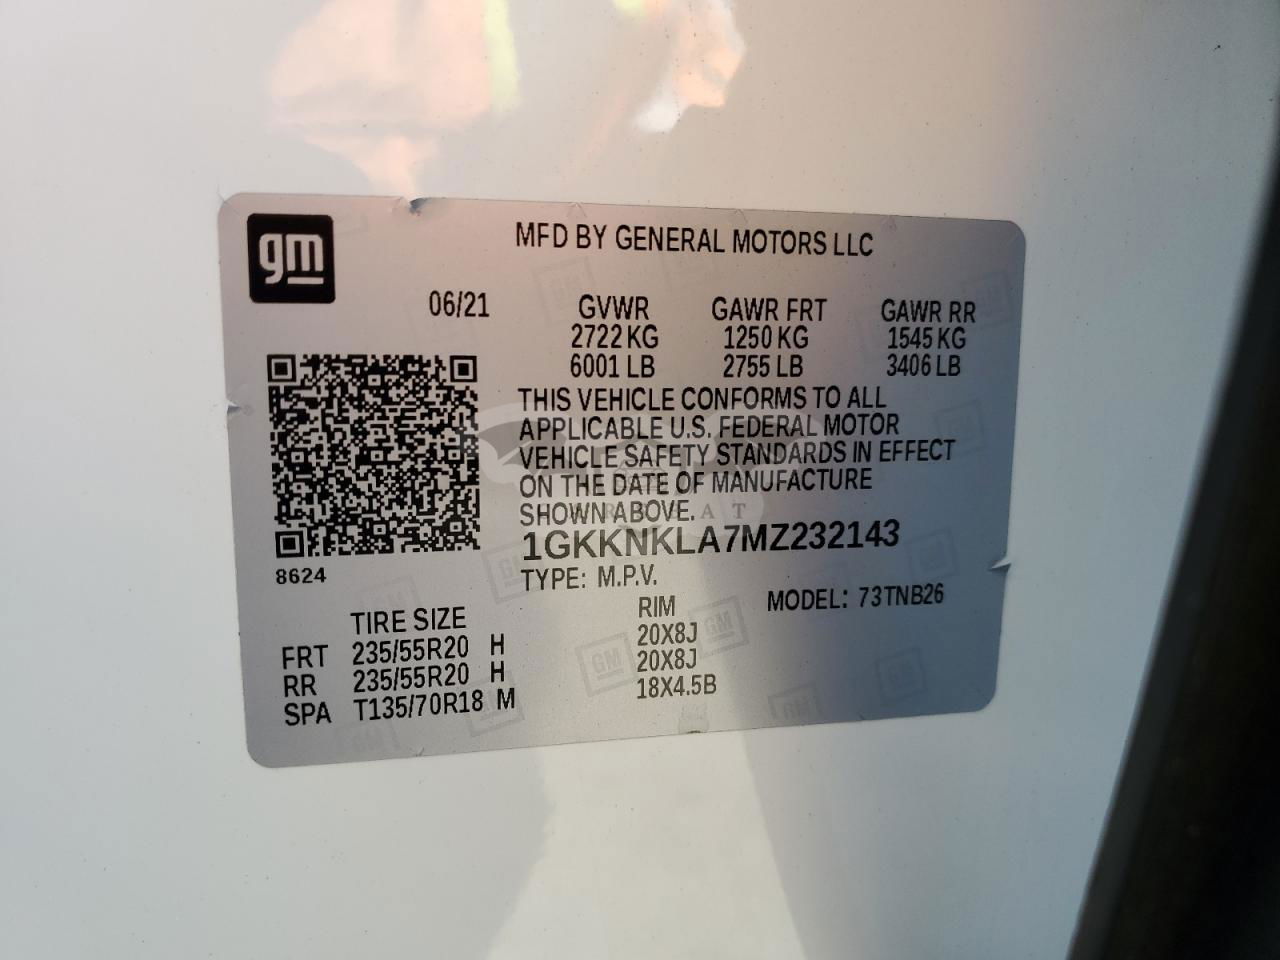 gm
MFD BY GENERAL MOTORS LLC
06/21 GVWR GAWR FRT GAWR RR
2722 KG 1250 KG 1545 KG
6001 LB 2755 LB 3406 LB
THIS VEHICLE CONFORMS TO ALL
APPLICABLE U.S. FEDERAL MOTOR
VEHICLE SAFETY STANDARDS IN EFFECT
ON THE DATE OF MANUFACTURE
SHOWN ABOVE.
1GKKNKLA7MZ232143
8624
TYPE: M.P.V.
MODEL: 73TNB26
TIRE SIZE RIM
FRT 235/55R20 H 20X8J
RR 235/55R20 H 20X8J
SPA T135/70R18 M 18X4.5B